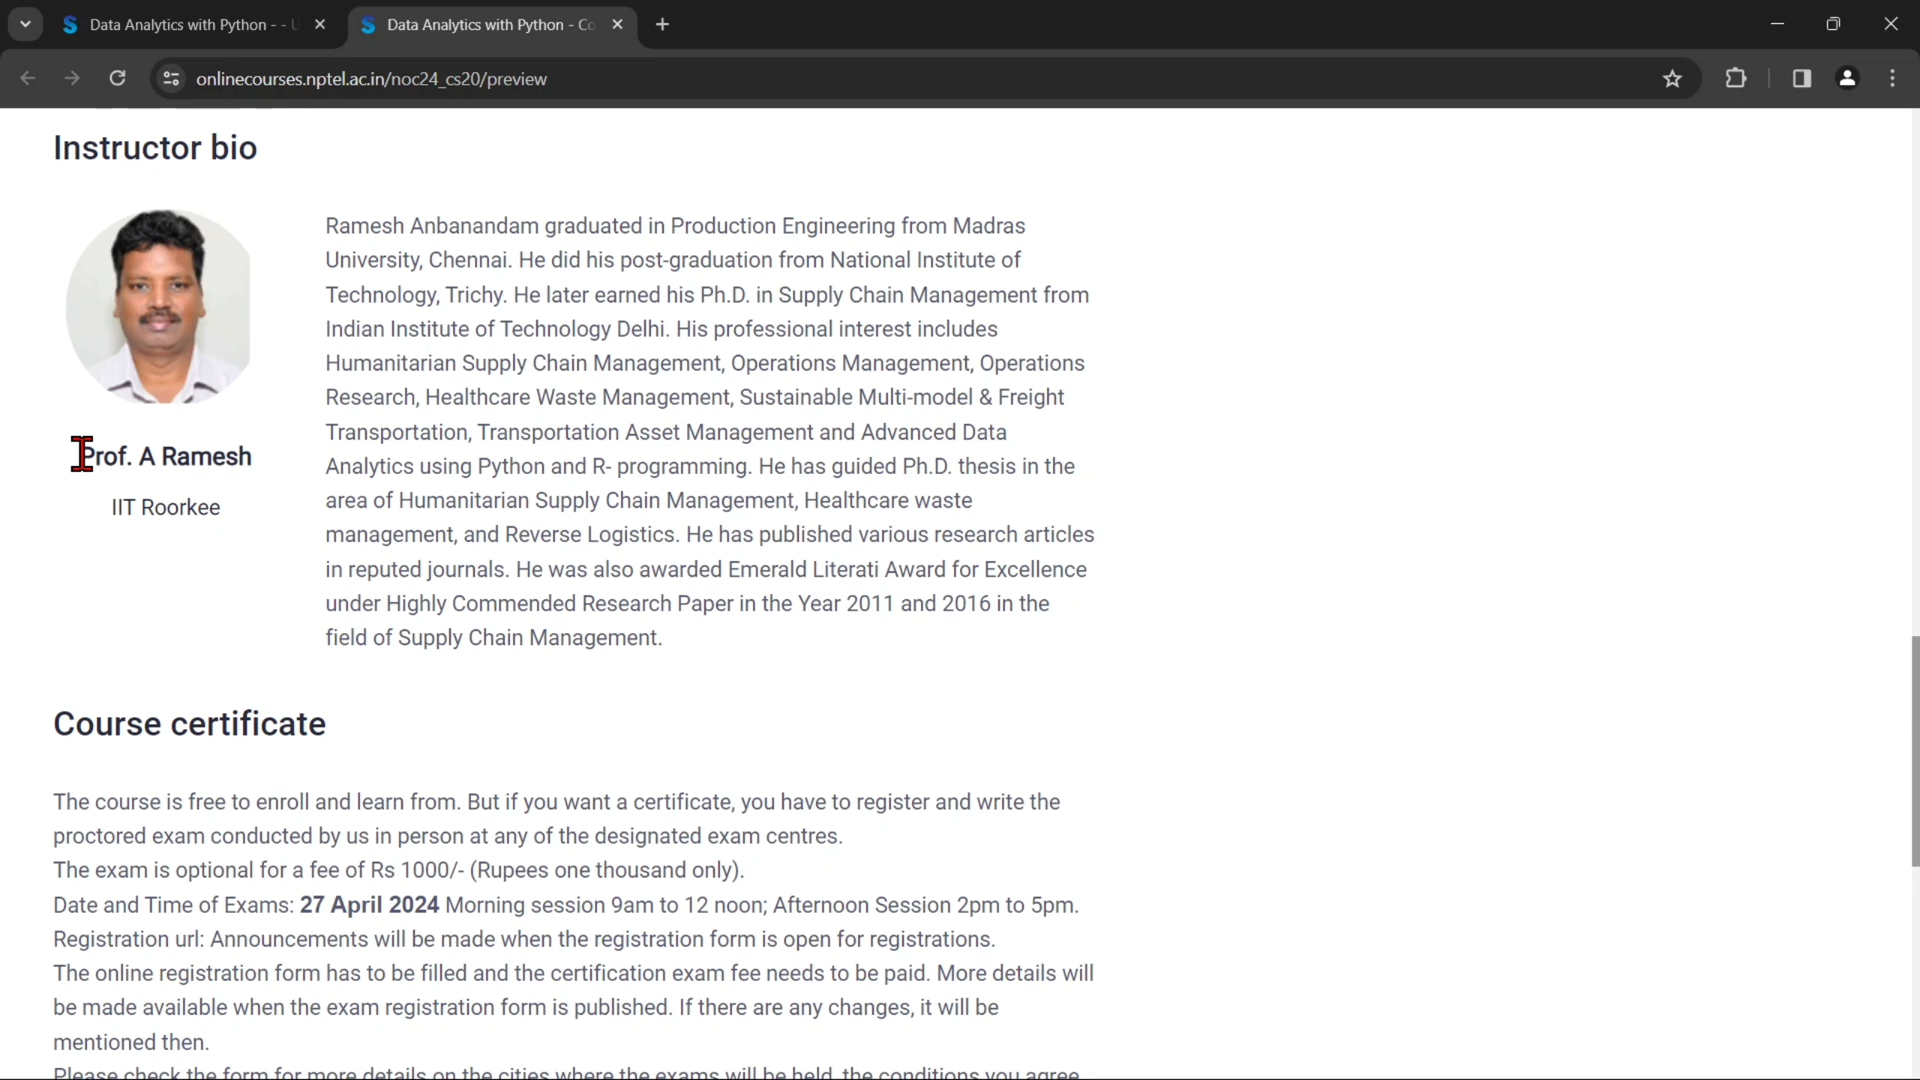 Data Analytics with Python - - U
Data Analytics with Python - Co
onlinecourses.nptel.ac.in/noc24_cs20/preview
Instructor bio
Ramesh Anbanandam graduated in Production Engineering from Madras
University, Chennai. He did his post-graduation from National Institute of
Technology, Trichy. He later earned his Ph.D. in Supply Chain Management from
Indian Institute of Technology Delhi. His professional interest includes
Humanitarian Supply Chain Management, Operations Management, Operations
Research, Healthcare Waste Management, Sustainable Multi-model & Freight
Transportation, Transportation Asset Management and Advanced Data
Analytics using Python and R- programming. He has guided Ph.D. thesis in the
area of Humanitarian Supply Chain Management, Healthcare waste
management, and Reverse Logistics. He has published various research articles
in reputed journals. He was also awarded Emerald Literati Award for Excellence
under Highly Commended Research Paper in the Year 2011 and 2016 in the
field of Supply Chain Management.
Prof. A Ramesh
IIT Roorkee
Course certificate
The course is free to enroll and learn from. But if you want a certificate, you have to register and write the
proctored exam conducted by us in person at any of the designated exam centres.
The exam is optional for a fee of Rs 1000/- (Rupees one thousand only).
Date and Time of Exams: 27 April 2024 Morning session 9am to 12 noon; Afternoon Session 2pm to 5pm.
Registration url: Announcements will be made when the registration form is open for registrations.
The online registration form has to be filled and the certification exam fee needs to be paid. More details will
be made available when the exam registration form is published. If there are any changes, it will be
mentioned then.
Please check the form for more details on the cities where the exams will be held, the conditions you agree